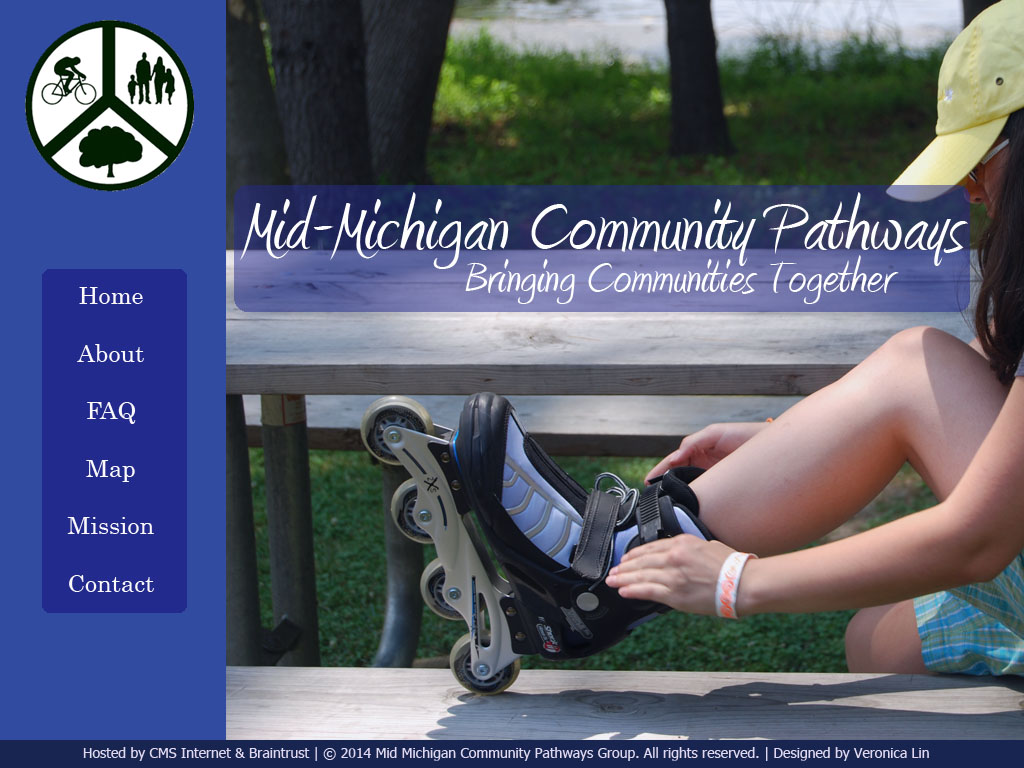 Mid-Michigan Community Pathways
Bringing Communities Together
Home
About
FAQ
Map
Mission
Contact
Hosted by CMS Internet & Braintrust | © 2014 Mid Michigan Community Pathways Group. All rights reserved. | Designed by Veronica Lin